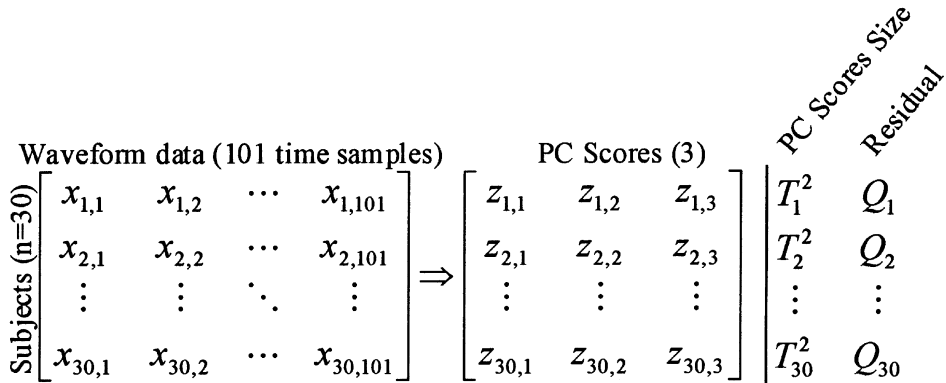 PC Scores Size
Residual
Waveform data (101 time samples)
PC Scores (3)
Subjects (n=30)
x₁,₁ x₁,₂ ⋯ x₁,₁₀₁
x₂,₁ x₂,₂ ⋯ x₂,₁₀₁
⋮ ⋮ ⋱ ⋮
x₃₀,₁ x₃₀,₂ ⋯ x₃₀,₁₀₁
⇒
z₁,₁ z₁,₂ z₁,₃
z₂,₁ z₂,₂ z₂,₃
⋮ ⋮ ⋮
z₃₀,₁ z₃₀,₂ z₃₀,₃
T₁² Q₁
T₂² Q₂
⋮ ⋮
T₃₀² Q₃₀